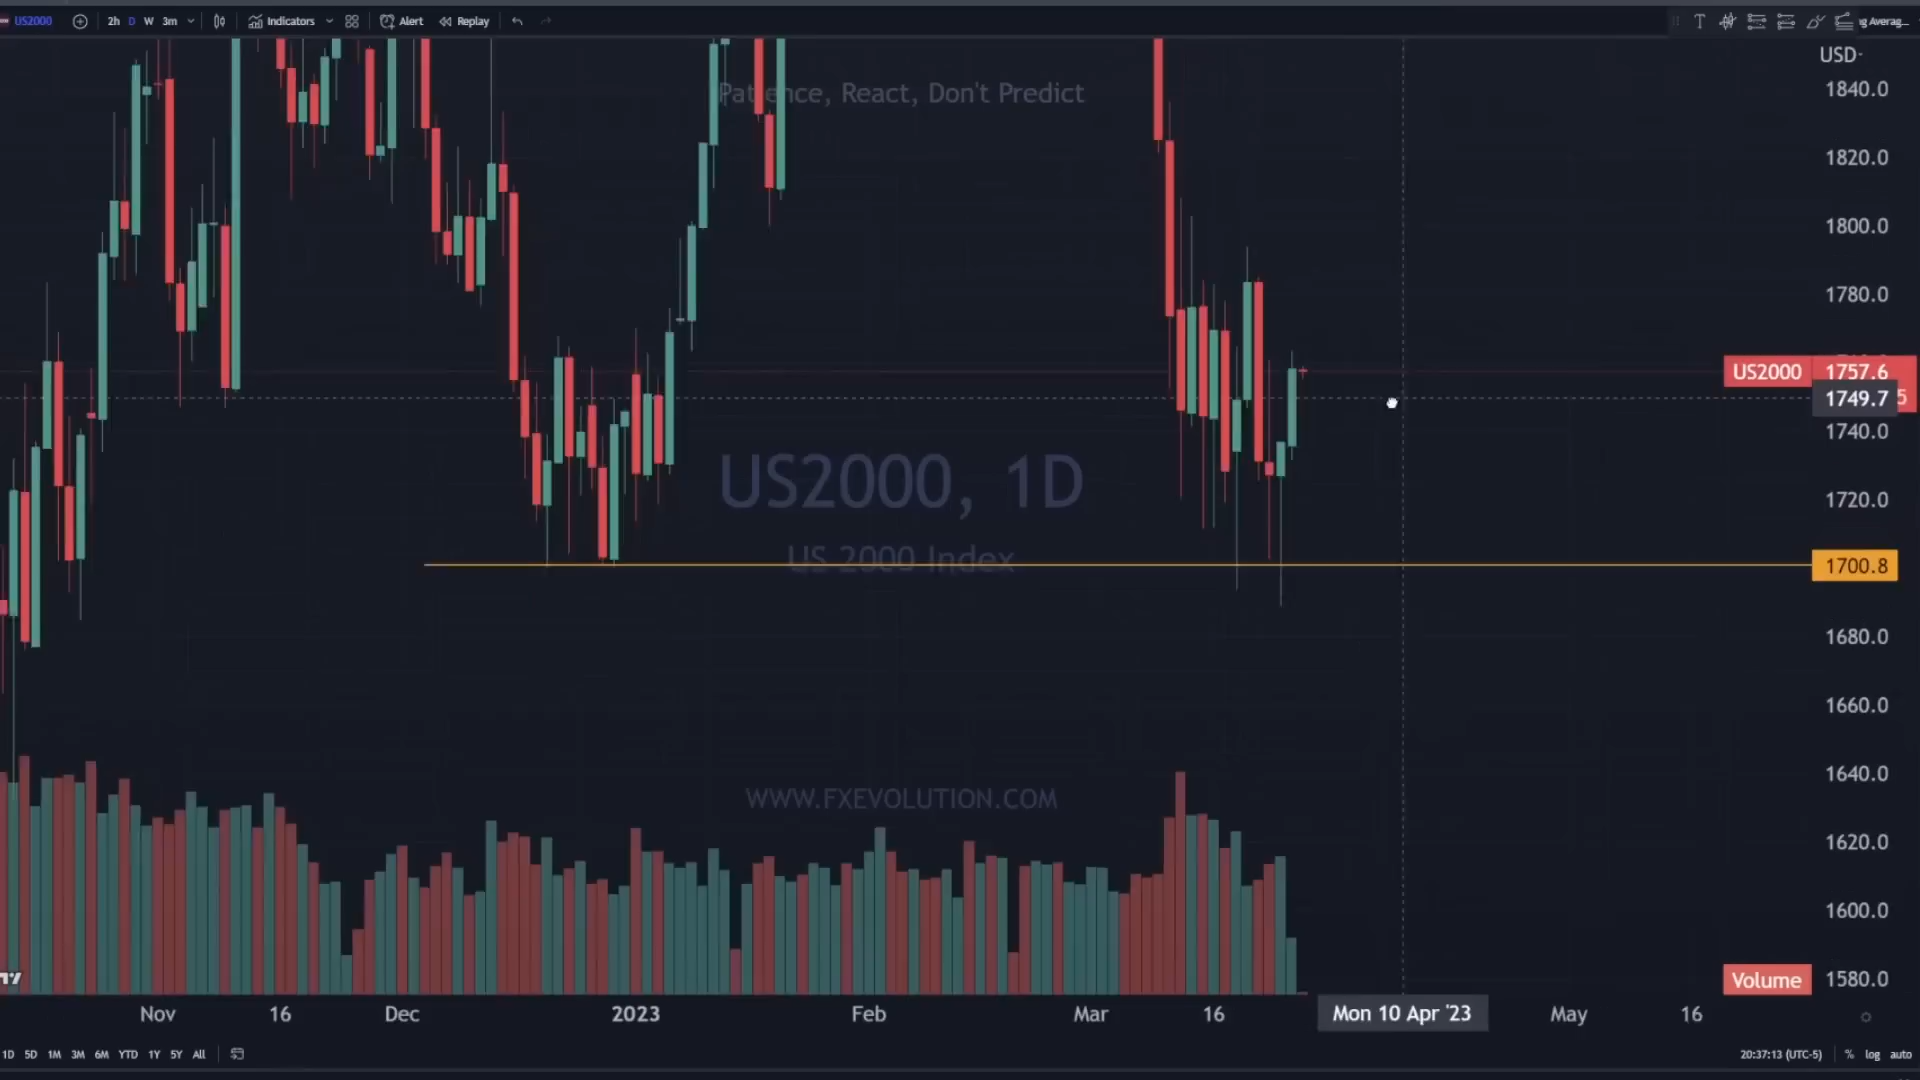 US2000 2h D W 3m Indicators Alert Replay g Averag...
USD
Patience, React, Don't Predict
1840.0
1820.0
1800.0
1780.0
US2000 1757.6
1749.7 5
1740.0
US2000, 1D
1720.0
US 2000 Index
1700.8
1680.0
1660.0
1640.0
WWW.FXEVOLUTION.COM
1620.0
1600.0
Volume 1580.0
Nov 16 Dec 2023 Feb Mar 16 Mon 10 Apr '23 May 16
1D 5D 1M 3M 6M YTD 1Y 5Y All 20:37:13 (UTC-5) % log auto